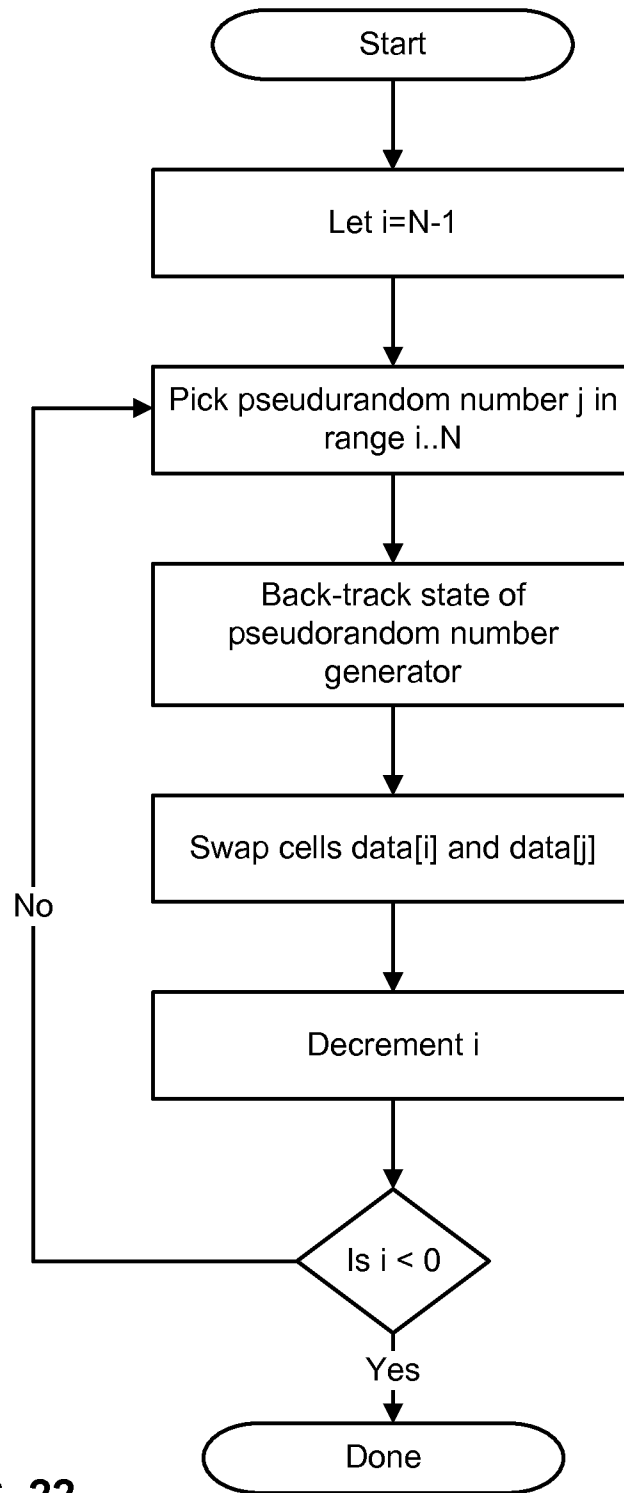 Start
Let i=N-1
Pick pseudurandom number j in
range i..N
Back-track state of
pseudorandom number
generator
Swap cells data[i] and data[j]
No
Decrement i
Is i < 0
Yes
Done
22